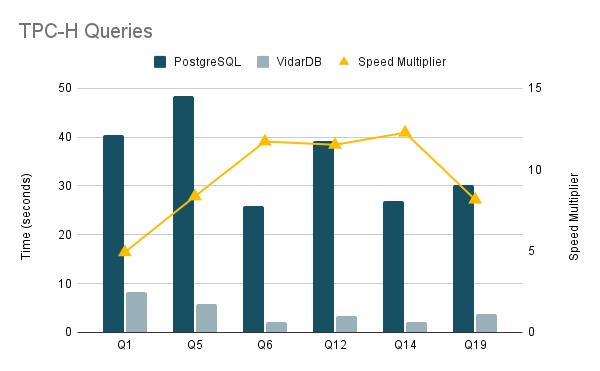 TPC-H Queries
PostgreSQL VidarDB Speed Multiplier
50 15
40
10
30
20
5
10
0 0
Q1 Q5 Q6 Q12 Q14 Q19
Time (seconds)
Speed Multiplier